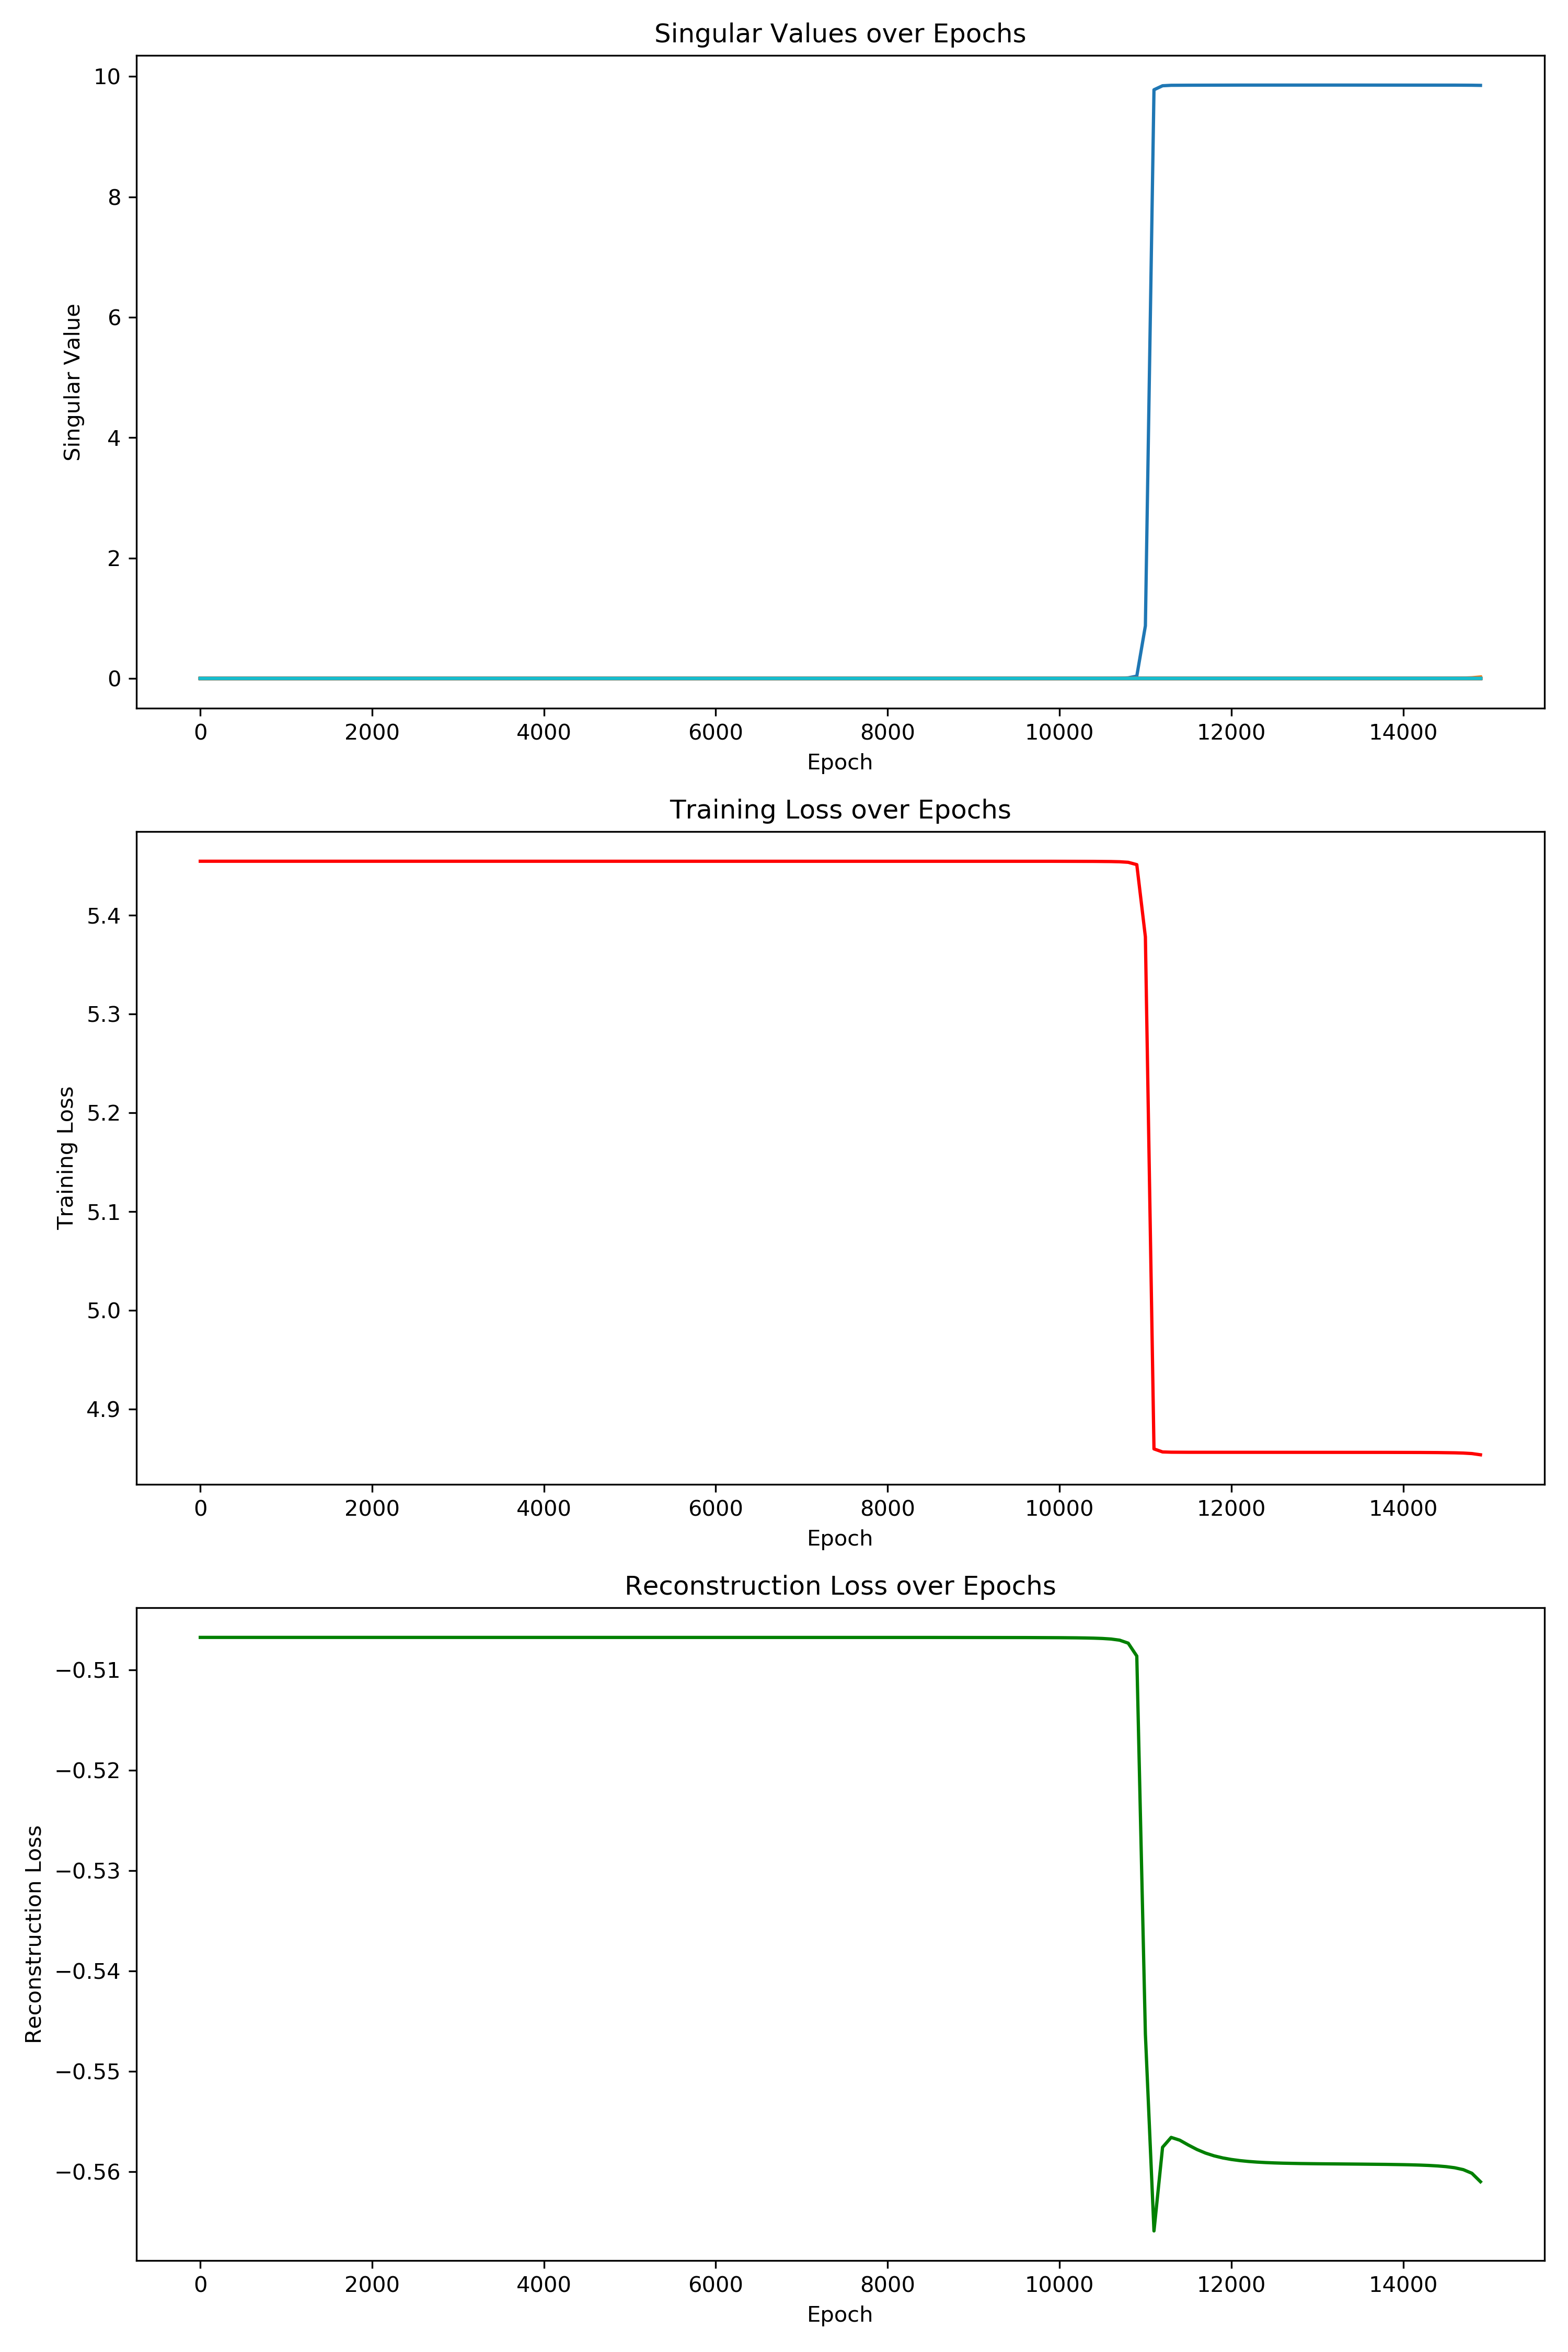 Singular Values over Epochs
10
8
6
4
2
0
Singular Value
0 2000 4000 6000 8000 10000 12000 14000
Epoch
Training Loss over Epochs
5.4
5.3
5.2
5.1
5.0
4.9
Training Loss
0 2000 4000 6000 8000 10000 12000 14000
Epoch
Reconstruction Loss over Epochs
−0.51
−0.52
−0.53
−0.54
−0.55
−0.56
Reconstruction Loss
0 2000 4000 6000 8000 10000 12000 14000
Epoch